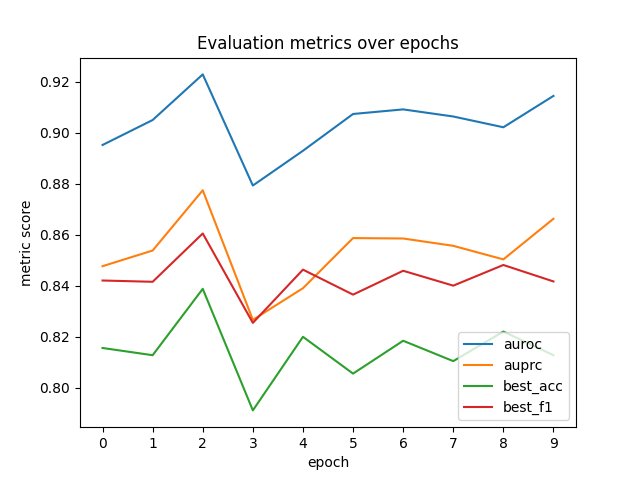 Evaluation metrics over epochs
metric score
0.92
0.90
0.88
0.86
0.84
0.82
0.80
auroc
auprc
best_acc
best_f1
0 1 2 3 4 5 6 7 8 9
epoch